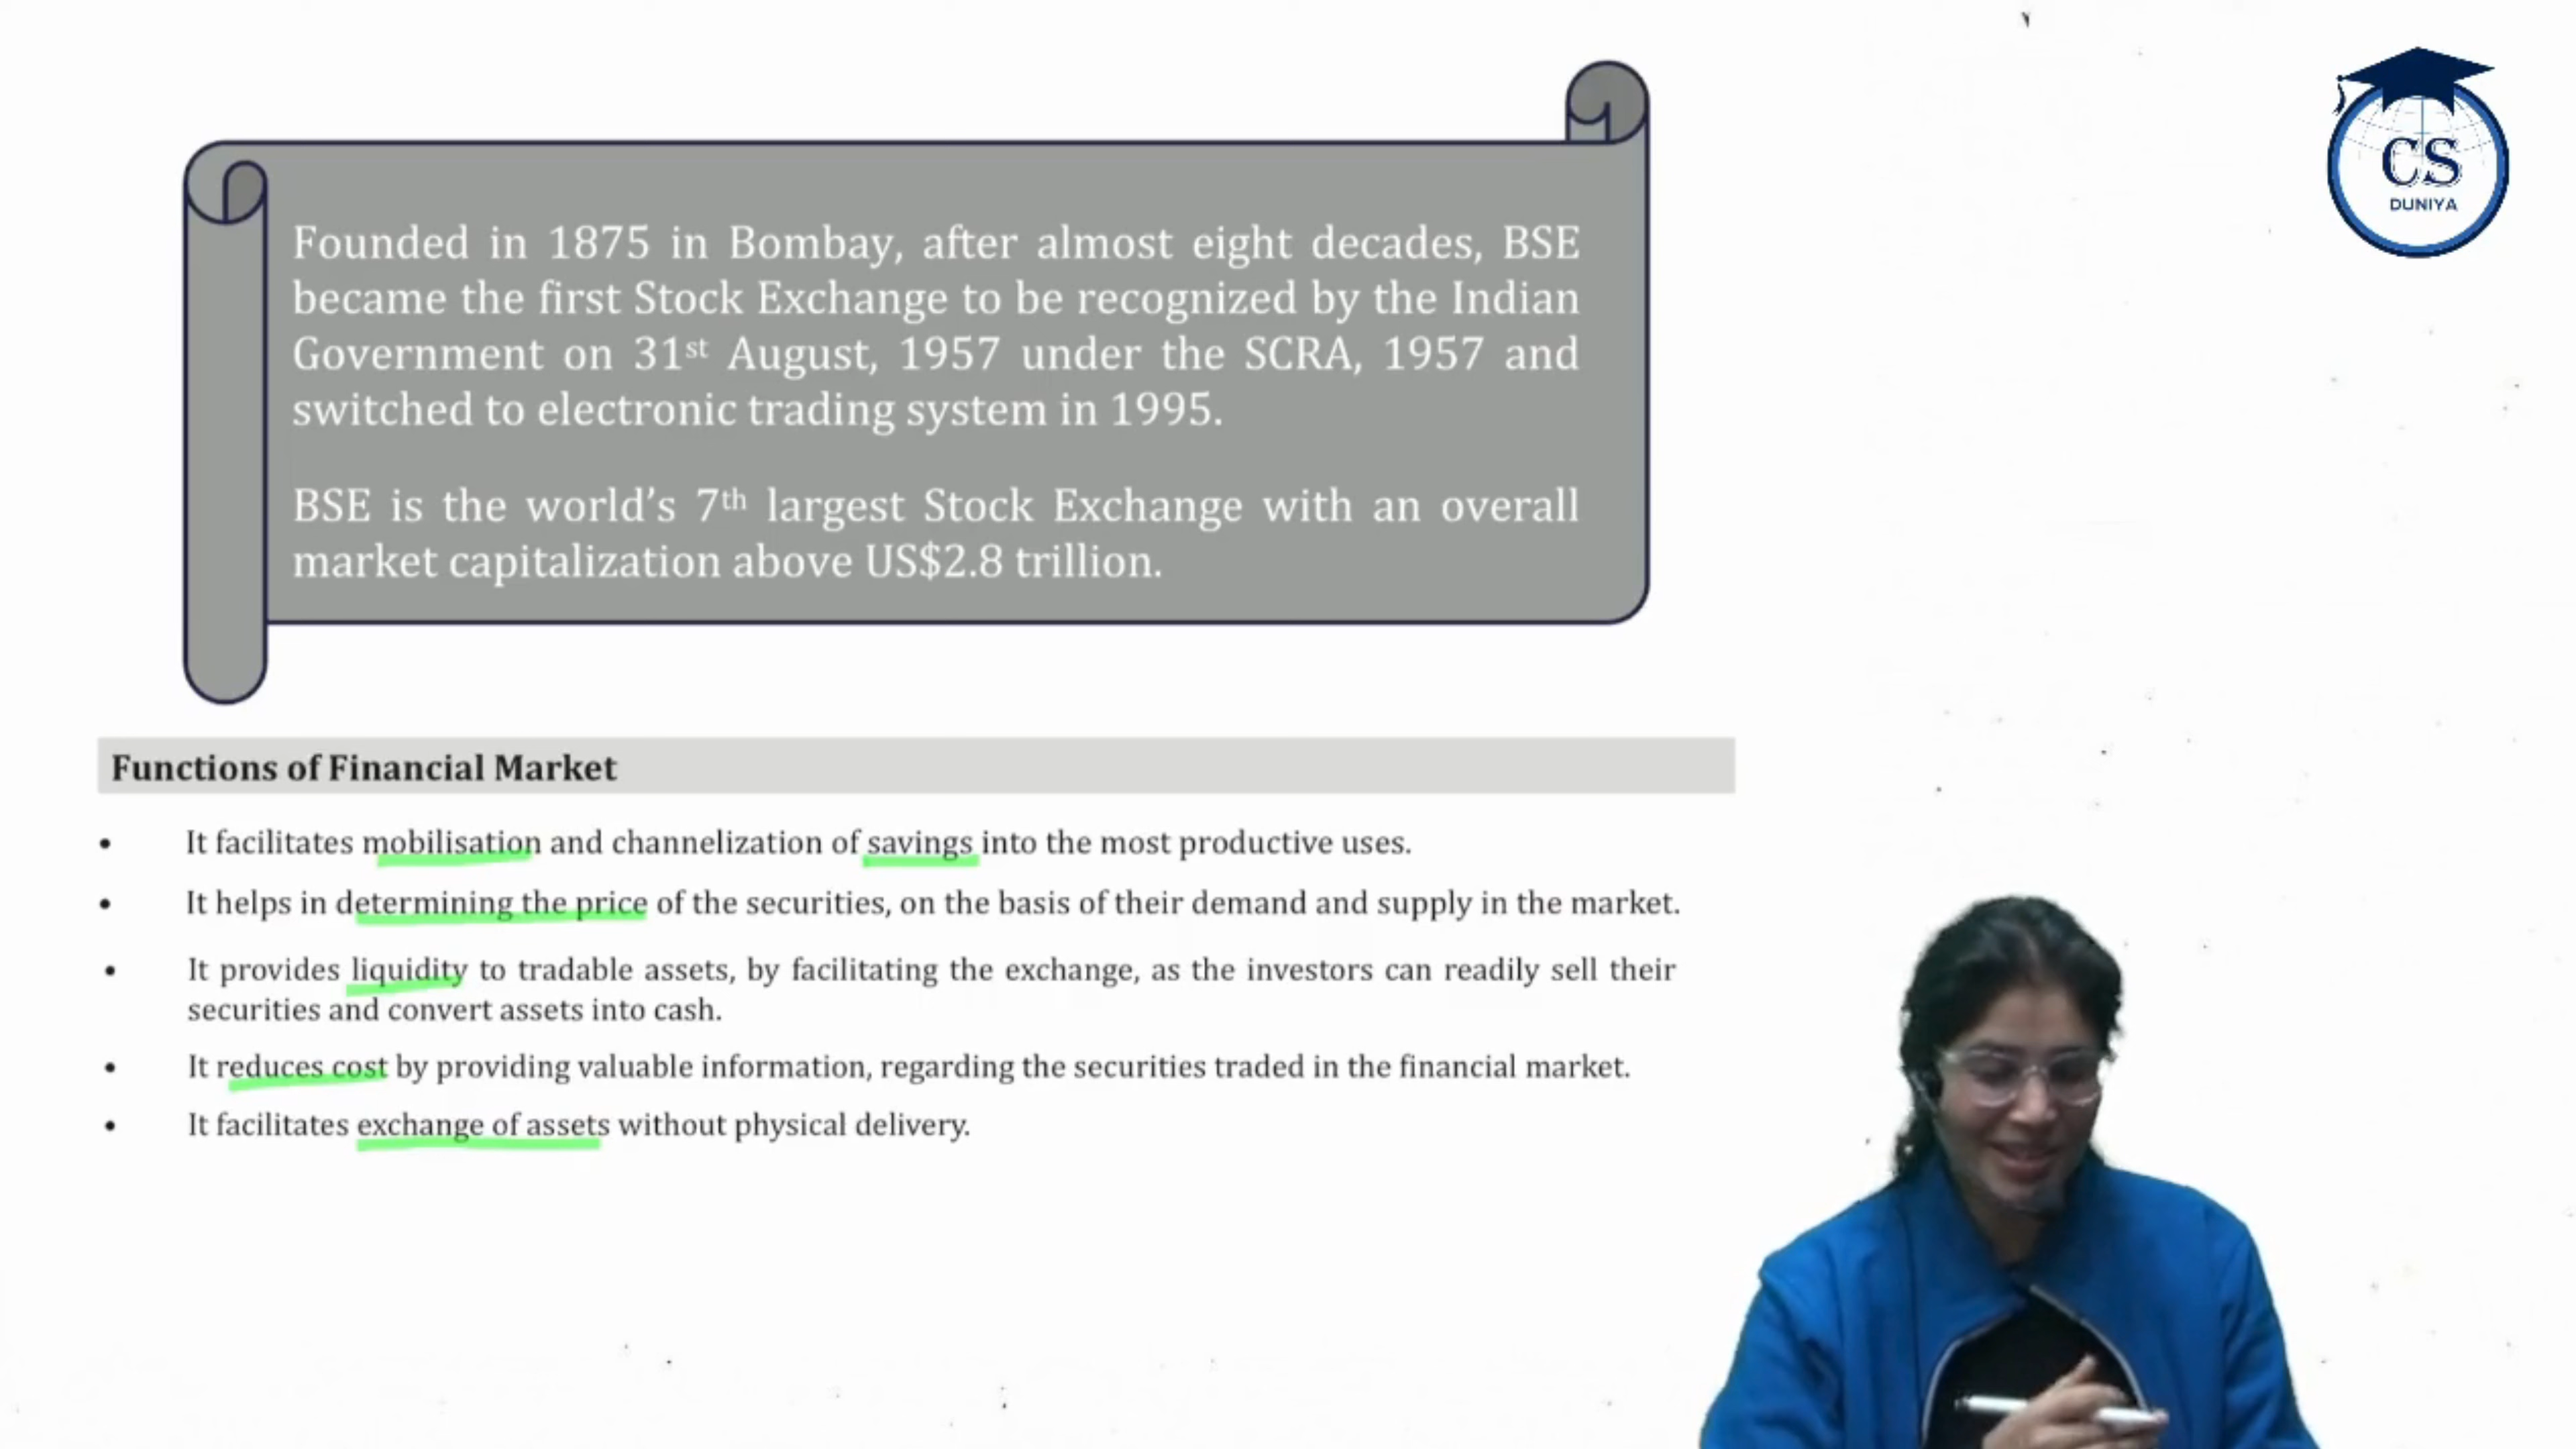 CS
DUNIYA
Founded in 1875 in Bombay, after almost eight decades, BSE
became the first Stock Exchange to be recognized by the Indian
Government on 31st August, 1957 under the SCRA, 1957 and
switched to electronic trading system in 1995.
BSE is the world’s 7th largest Stock Exchange with an overall
market capitalization above US$2.8 trillion.
Functions of Financial Market
• It facilitates mobilisation and channelization of savings into the most productive uses.
• It helps in determining the price of the securities, on the basis of their demand and supply in the market.
• It provides liquidity to tradable assets, by facilitating the exchange, as the investors can readily sell their
securities and convert assets into cash.
• It reduces cost by providing valuable information, regarding the securities traded in the financial market.
• It facilitates exchange of assets without physical delivery.